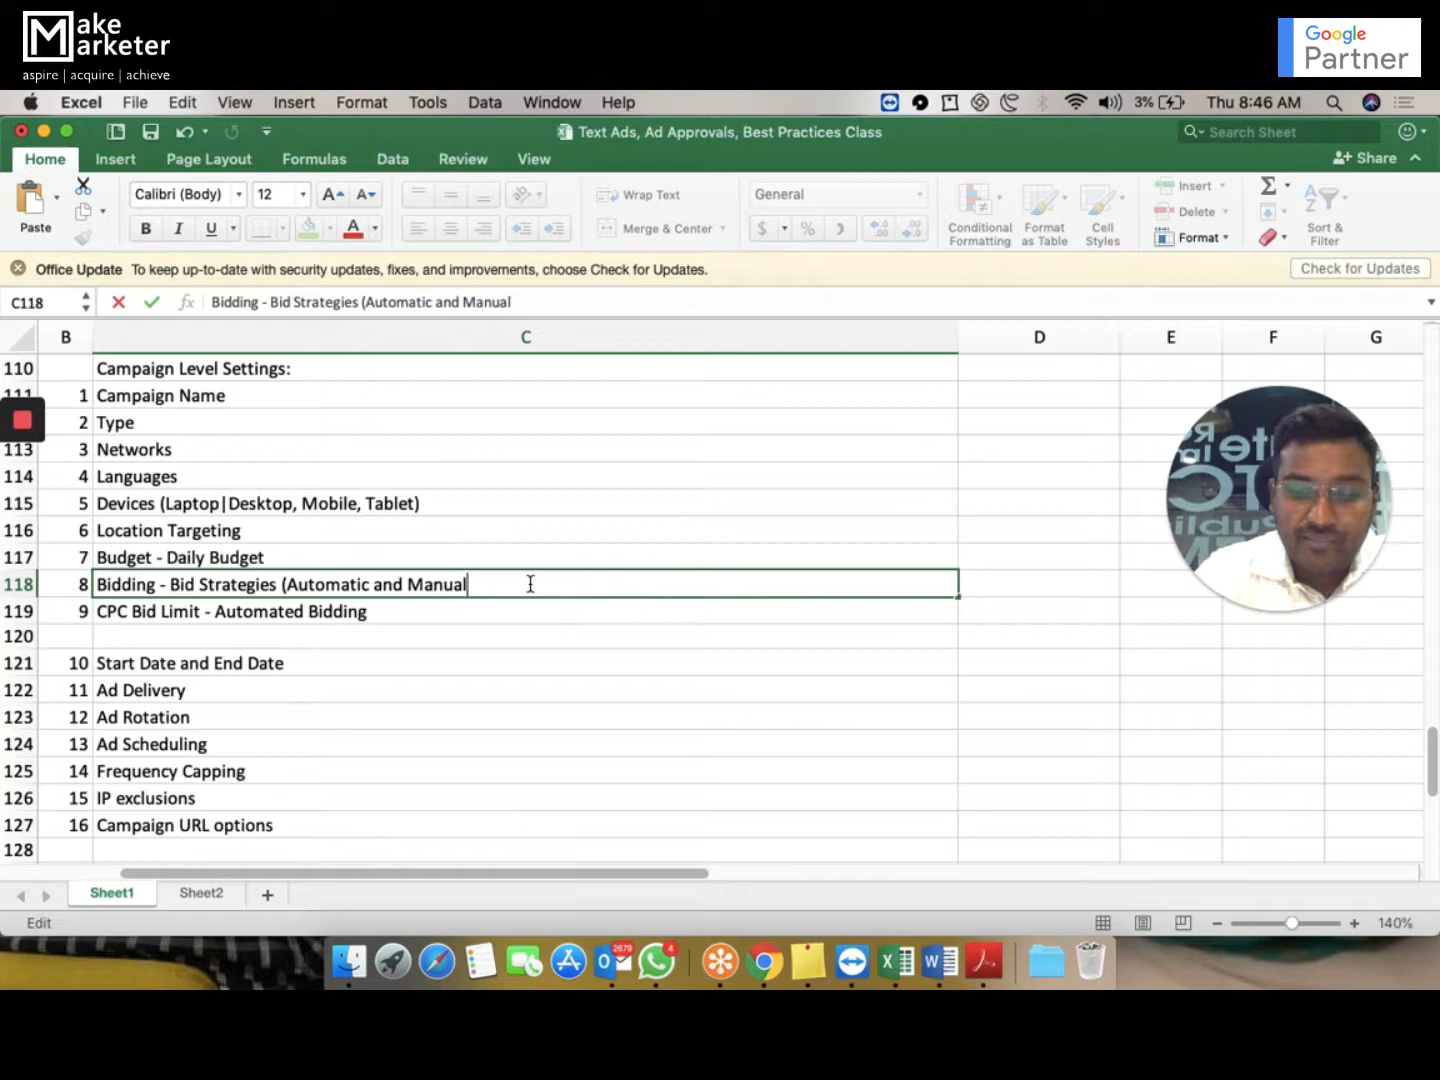 Make
Marketer
aspire | acquire | achieve
Google
Partner
Excel File Edit View Insert Format Tools Data Window Help 3% Thu 8:46 AM
Text Ads, Ad Approvals, Best Practices Class Search Sheet
Home Insert Page Layout Formulas Data Review View Share
Paste Calibri (Body) 12 A A Wrap Text General Insert
B I U A Merge & Center $ % Conditional Formatting Format as Table Cell Styles Delete Format Sort & Filter
Office Update To keep up-to-date with security updates, fixes, and improvements, choose Check for Updates. Check for Updates
C118 fx Bidding - Bid Strategies (Automatic and Manual
B C D E F G
110 Campaign Level Settings:
111 1 Campaign Name
2 Type
113 3 Networks
114 4 Languages
115 5 Devices (Laptop|Desktop, Mobile, Tablet)
116 6 Location Targeting
117 7 Budget - Daily Budget
118 8 Bidding - Bid Strategies (Automatic and Manual
119 9 CPC Bid Limit - Automated Bidding
120
121 10 Start Date and End Date
122 11 Ad Delivery
123 12 Ad Rotation
124 13 Ad Scheduling
125 14 Frequency Capping
126 15 IP exclusions
127 16 Campaign URL options
128
Sheet1 Sheet2 +
Edit 140%
2679 4